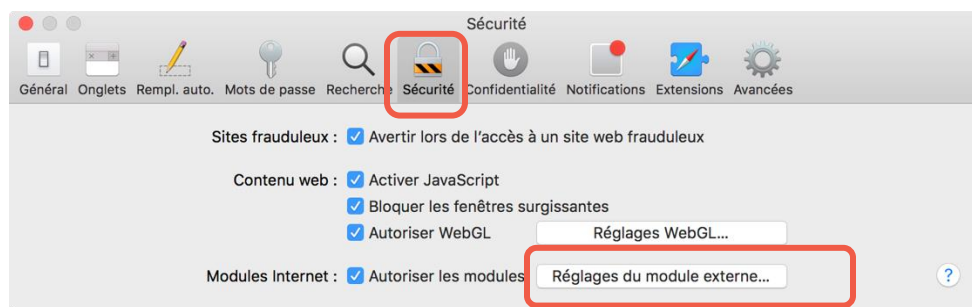 Sécurité
Général Onglets Rempl. auto. Mots de passe Recherche Sécurité Confidentialité Notifications Extensions Avancées
Sites frauduleux : Avertir lors de l'accès à un site web frauduleux
Contenu web : Activer JavaScript
Bloquer les fenêtres surgissantes
Autoriser WebGL Réglages WebGL...
Modules Internet : Autoriser les modules Réglages du module externe... ?